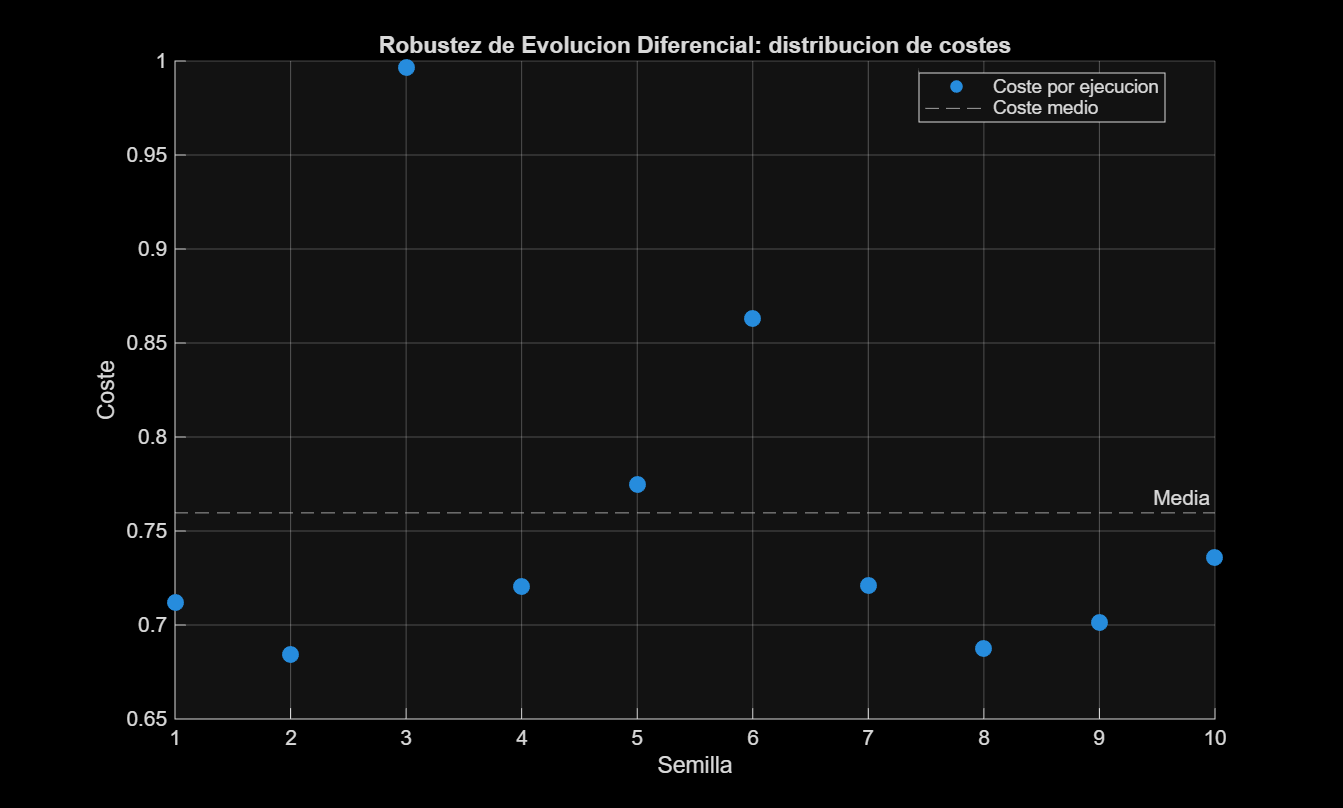 Robustez de Evolucion Diferencial: distribucion de costes
Coste por ejecucion
Coste medio
1
0.95
0.9
0.85
0.8
0.75
0.7
0.65
Coste
Media
1 2 3 4 5 6 7 8 9 10
Semilla